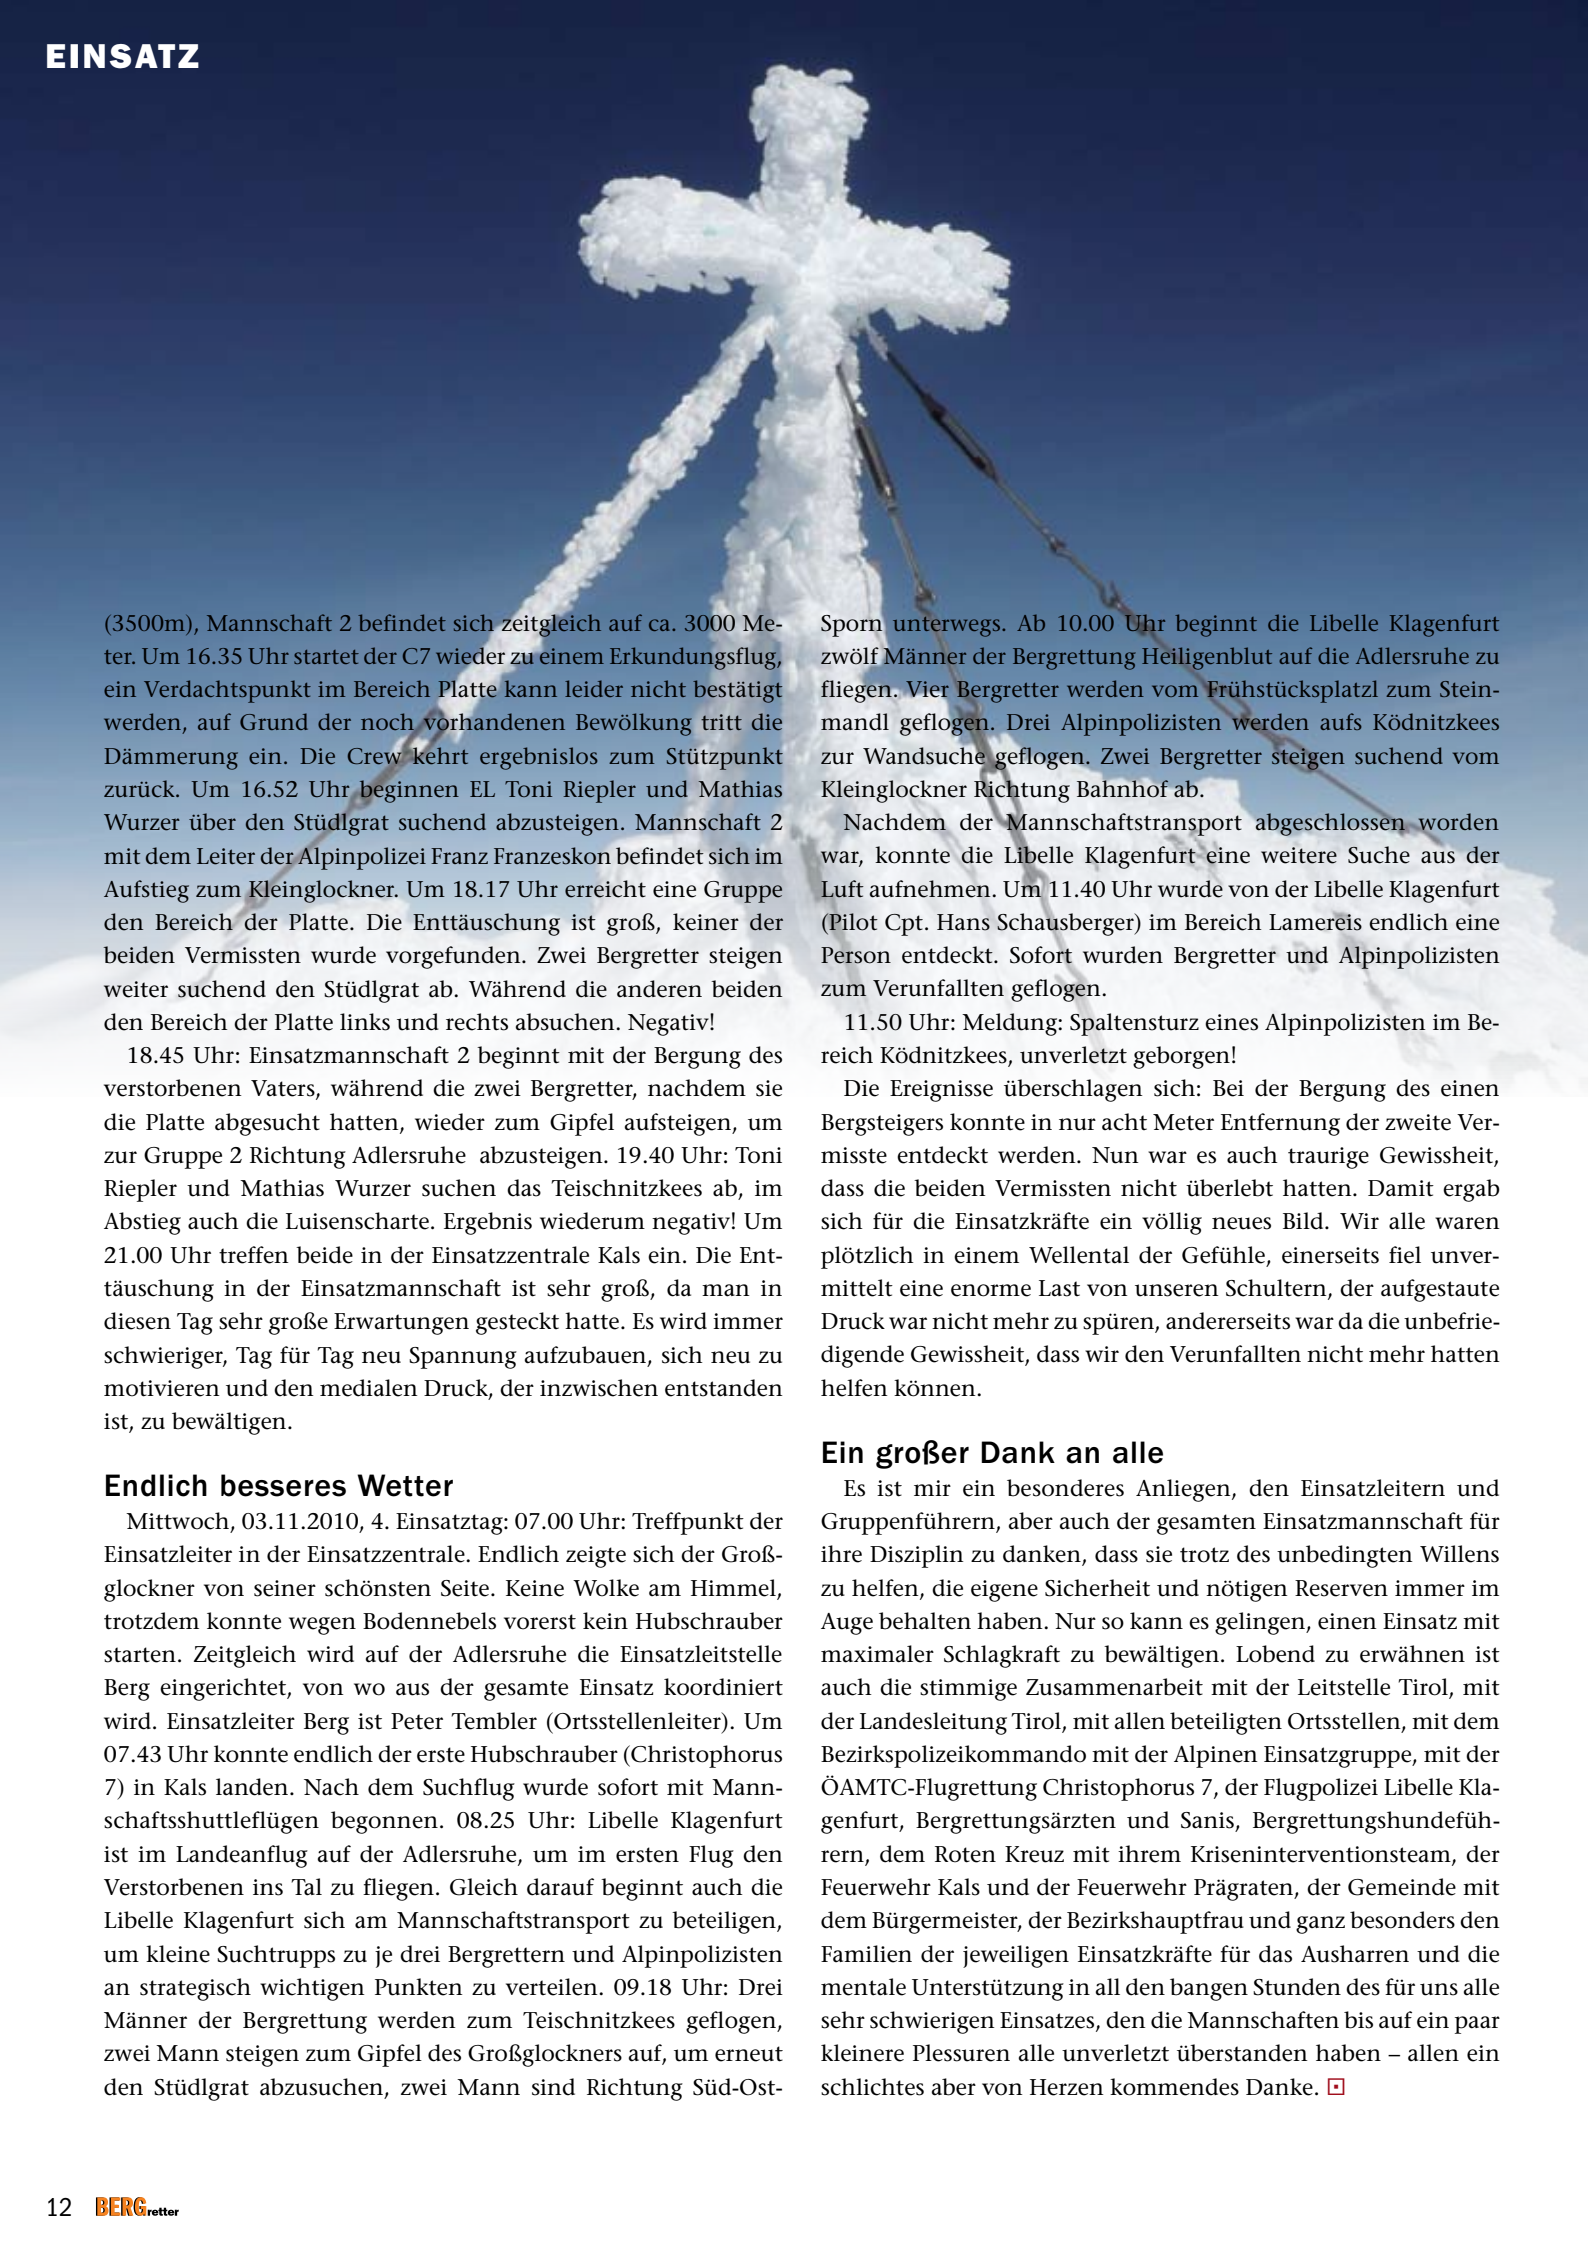 EINSATZ
(3500m), Mannschaft 2 befindet sich zeitgleich auf ca. 3000 Me-
ter. Um 16.35 Uhr startet der C7 wieder zu einem Erkundungsflug,
ein Verdachtspunkt im Bereich Platte kann leider nicht bestätigt
werden, auf Grund der noch vorhandenen Bewölkung tritt die
Dämmerung ein. Die Crew kehrt ergebnislos zum Stützpunkt
zurück. Um 16.52 Uhr beginnen EL Toni Riepler und Mathias
Wurzer über den Stüdlgrat suchend abzusteigen. Mannschaft 2
mit dem Leiter der Alpinpolizei Franz Franzeskon befindet sich im
Aufstieg zum Kleinglockner. Um 18.17 Uhr erreicht eine Gruppe
den Bereich der Platte. Die Enttäuschung ist groß, keiner der
beiden Vermissten wurde vorgefunden. Zwei Bergretter steigen
weiter suchend den Stüdlgrat ab. Während die anderen beiden
den Bereich der Platte links und rechts absuchen. Negativ!
18.45 Uhr: Einsatzmannschaft 2 beginnt mit der Bergung des
verstorbenen Vaters, während die zwei Bergretter, nachdem sie
die Platte abgesucht hatten, wieder zum Gipfel aufsteigen, um
zur Gruppe 2 Richtung Adlersruhe abzusteigen. 19.40 Uhr: Toni
Riepler und Mathias Wurzer suchen das Teischnitzkees ab, im
Abstieg auch die Luisenscharte. Ergebnis wiederum negativ! Um
21.00 Uhr treffen beide in der Einsatzzentrale Kals ein. Die Ent-
täuschung in der Einsatzmannschaft ist sehr groß, da man in
diesen Tag sehr große Erwartungen gesteckt hatte. Es wird immer
schwieriger, Tag für Tag neu Spannung aufzubauen, sich neu zu
motivieren und den medialen Druck, der inzwischen entstanden
ist, zu bewältigen.
Endlich besseres Wetter
Mittwoch, 03.11.2010, 4. Einsatztag: 07.00 Uhr: Treffpunkt der
Einsatzleiter in der Einsatzzentrale. Endlich zeigte sich der Groß-
glockner von seiner schönsten Seite. Keine Wolke am Himmel,
trotzdem konnte wegen Bodennebels vorerst kein Hubschrauber
starten. Zeitgleich wird auf der Adlersruhe die Einsatzleitstelle
Berg eingerichtet, von wo aus der gesamte Einsatz koordiniert
wird. Einsatzleiter Berg ist Peter Tembler (Ortsstellenleiter). Um
07.43 Uhr konnte endlich der erste Hubschrauber (Christophorus
7) in Kals landen. Nach dem Suchflug wurde sofort mit Mann-
schaftsshuttleflügen begonnen. 08.25 Uhr: Libelle Klagenfurt
ist im Landeanflug auf der Adlersruhe, um im ersten Flug den
Verstorbenen ins Tal zu fliegen. Gleich darauf beginnt auch die
Libelle Klagenfurt sich am Mannschaftstransport zu beteiligen,
um kleine Suchtrupps zu je drei Bergrettern und Alpinpolizisten
an strategisch wichtigen Punkten zu verteilen. 09.18 Uhr: Drei
Männer der Bergrettung werden zum Teischnitzkees geflogen,
zwei Mann steigen zum Gipfel des Großglockners auf, um erneut
den Stüdlgrat abzusuchen, zwei Mann sind Richtung Süd-Ost-
Sporn unterwegs. Ab 10.00 Uhr beginnt die Libelle Klagenfurt
zwölf Männer der Bergrettung Heiligenblut auf die Adlersruhe zu
fliegen. Vier Bergretter werden vom Frühstücksplatzl zum Stein-
mandl geflogen. Drei Alpinpolizisten werden aufs Ködnitzkees
zur Wandsuche geflogen. Zwei Bergretter steigen suchend vom
Kleinglockner Richtung Bahnhof ab.
Nachdem der Mannschaftstransport abgeschlossen worden
war, konnte die Libelle Klagenfurt eine weitere Suche aus der
Luft aufnehmen. Um 11.40 Uhr wurde von der Libelle Klagenfurt
(Pilot Cpt. Hans Schausberger) im Bereich Lamereis endlich eine
Person entdeckt. Sofort wurden Bergretter und Alpinpolizisten
zum Verunfallten geflogen.
11.50 Uhr: Meldung: Spaltensturz eines Alpinpolizisten im Be-
reich Ködnitzkees, unverletzt geborgen!
Die Ereignisse überschlagen sich: Bei der Bergung des einen
Bergsteigers konnte in nur acht Meter Entfernung der zweite Ver-
misste entdeckt werden. Nun war es auch traurige Gewissheit,
dass die beiden Vermissten nicht überlebt hatten. Damit ergab
sich für die Einsatzkräfte ein völlig neues Bild. Wir alle waren
plötzlich in einem Wellental der Gefühle, einerseits fiel unver-
mittelt eine enorme Last von unseren Schultern, der aufgestaute
Druck war nicht mehr zu spüren, andererseits war da die unbefrie-
digende Gewissheit, dass wir den Verunfallten nicht mehr hatten
helfen können.
Ein großer Dank an alle
Es ist mir ein besonderes Anliegen, den Einsatzleitern und
Gruppenführern, aber auch der gesamten Einsatzmannschaft für
ihre Disziplin zu danken, dass sie trotz des unbedingten Willens
zu helfen, die eigene Sicherheit und nötigen Reserven immer im
Auge behalten haben. Nur so kann es gelingen, einen Einsatz mit
maximaler Schlagkraft zu bewältigen. Lobend zu erwähnen ist
auch die stimmige Zusammenarbeit mit der Leitstelle Tirol, mit
der Landesleitung Tirol, mit allen beteiligten Ortsstellen, mit dem
Bezirkspolizeikommando mit der Alpinen Einsatzgruppe, mit der
ÖAMTC-Flugrettung Christophorus 7, der Flugpolizei Libelle Kla-
genfurt, Bergrettungsärzten und Sanis, Bergrettungshundefüh-
rern, dem Roten Kreuz mit ihrem Kriseninterventionsteam, der
Feuerwehr Kals und der Feuerwehr Prägraten, der Gemeinde mit
dem Bürgermeister, der Bezirkshauptfrau und ganz besonders den
Familien der jeweiligen Einsatzkräfte für das Ausharren und die
mentale Unterstützung in all den bangen Stunden des für uns alle
sehr schwierigen Einsatzes, den die Mannschaften bis auf ein paar
kleinere Plessuren alle unverletzt überstanden haben – allen ein
schlichtes aber von Herzen kommendes Danke.
12 BERGretter